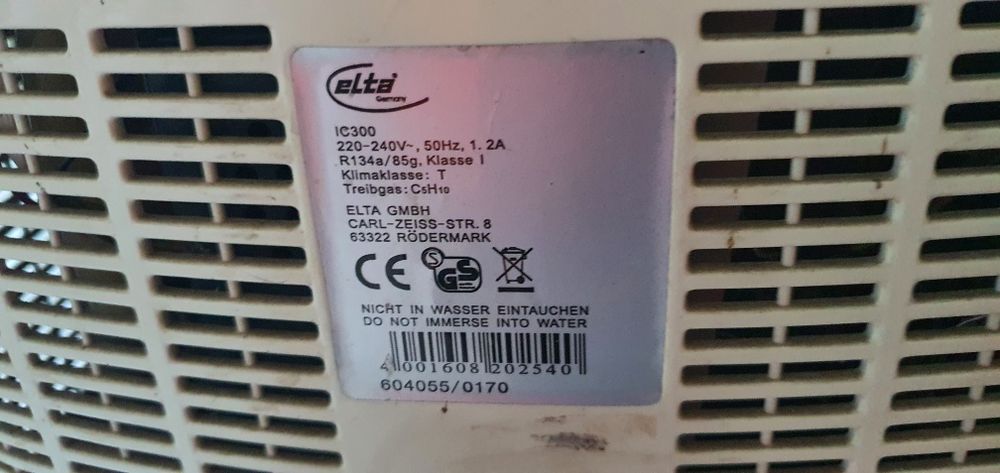 elta
Germany
IC300
220-240V~, 50Hz, 1. 2A
R134a/85g, Klasse I
Klimaklasse: T
Treibgas: C5H10
ELTA GMBH
CARL-ZEISS-STR. 8
63322 RÖDERMARK
CE S GS
NICHT IN WASSER EINTAUCHEN
DO NOT IMMERSE INTO WATER
4 001608 202540
604055/0170